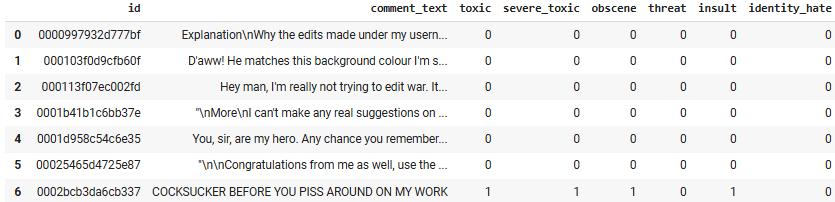 id comment_text toxic severe_toxic obscene threat insult identity_hate
0 0000997932d777bf Explanation\nWhy the edits made under my usern... 0 0 0 0 0 0
1 000103f0d9cfb60f D'aww! He matches this background colour I'm s... 0 0 0 0 0 0
2 000113f07ec002fd Hey man, I'm really not trying to edit war. It... 0 0 0 0 0 0
3 0001b41b1c6bb37e "\nMore\nI can't make any real suggestions on ... 0 0 0 0 0 0
4 0001d958c54c6e35 You, sir, are my hero. Any chance you remember... 0 0 0 0 0 0
5 00025465d4725e87 "\n\nCongratulations from me as well, use the ... 0 0 0 0 0 0
6 0002bcb3da6cb337 COCKSUCKER BEFORE YOU PISS AROUND ON MY WORK 1 1 1 0 1 0